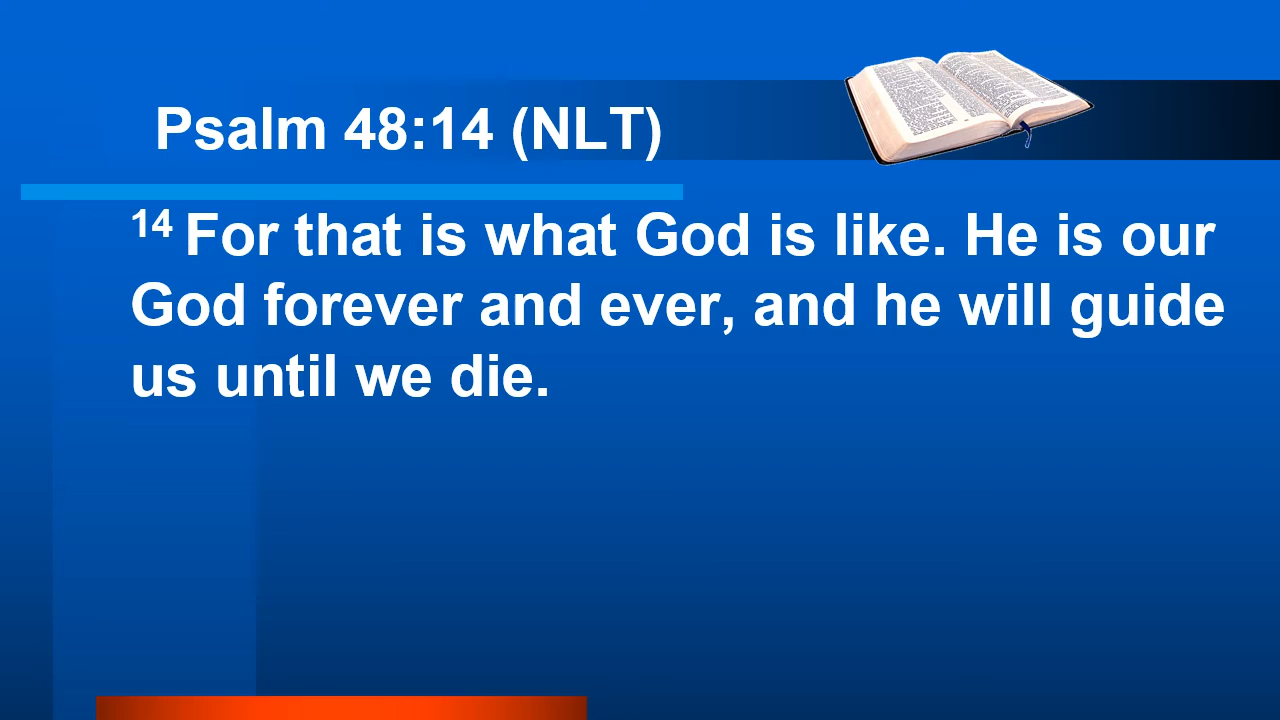 Psalm 48:14 (NLT)
14 For that is what God is like. He is our
God forever and ever, and he will guide
us until we die.